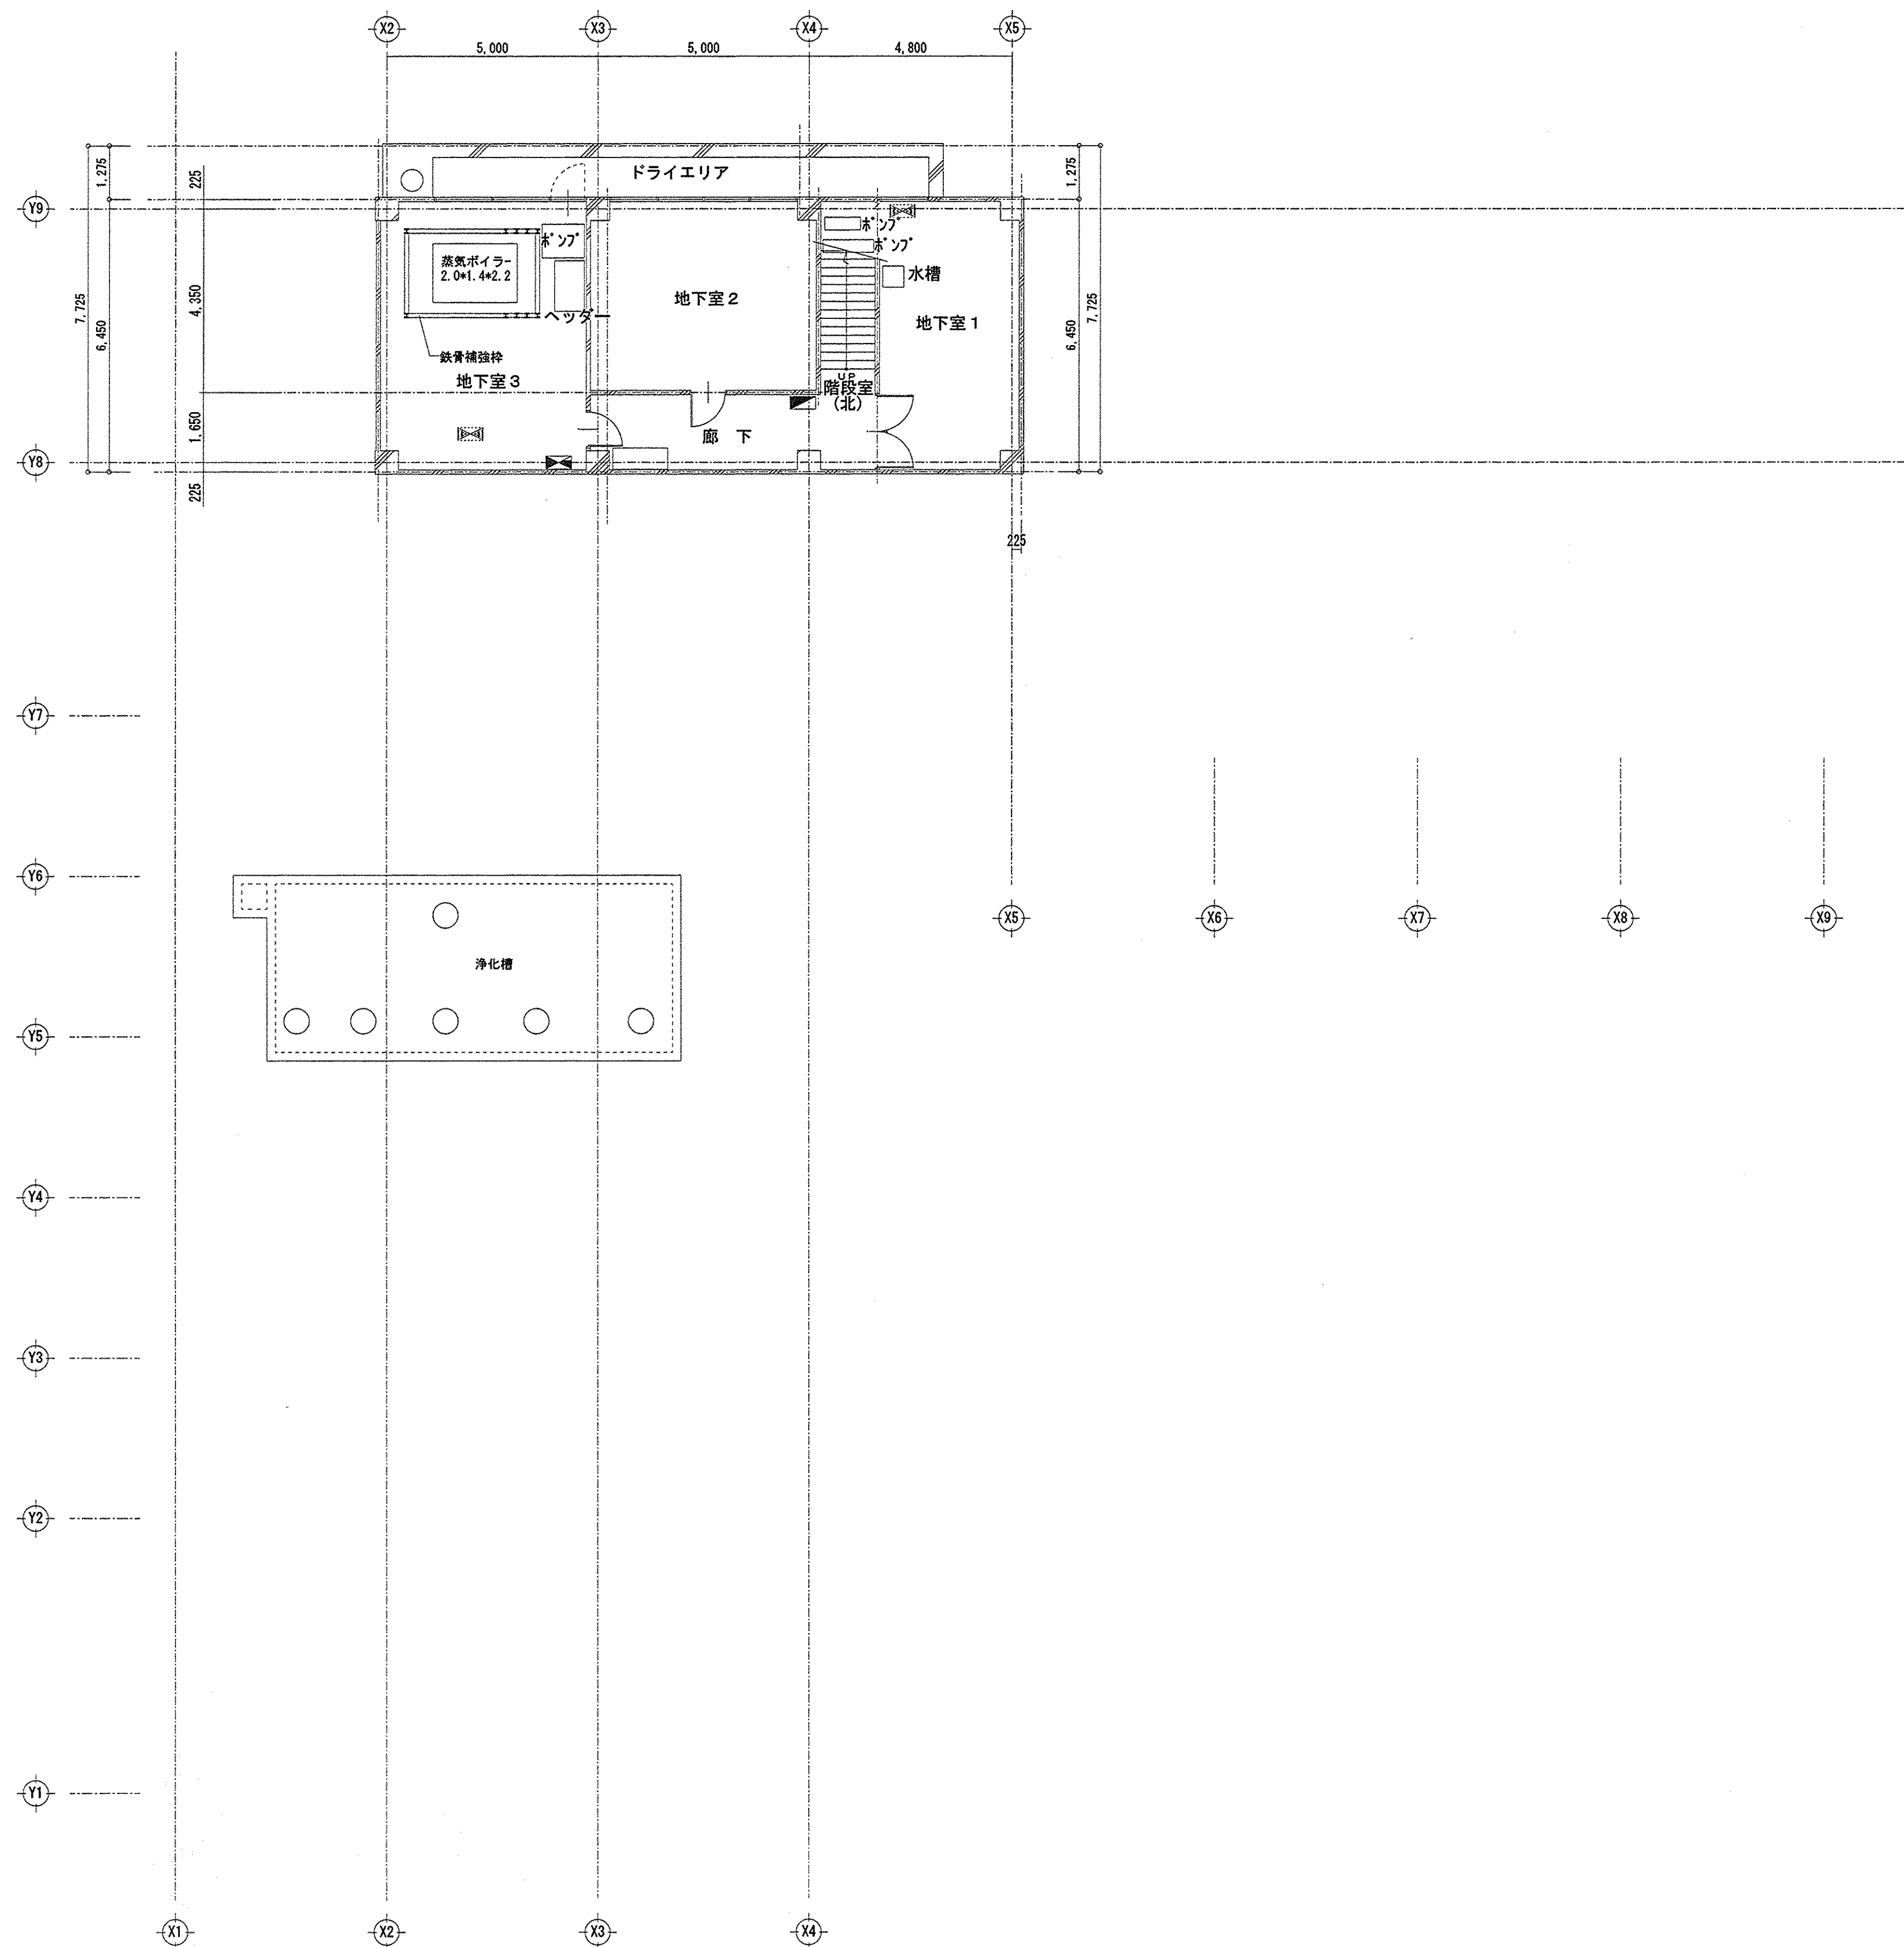 X2 X3 X4 X5
5,000 5,000 4,800
1,275
225
7,725
6,450
4,350
1,650
225
1,275
6,450
7,725
225
Y9
Y8
ドライエリア
ポンプ
蒸気ボイラー
2.0*1.4*2.2
ヘッダー
鉄骨補強枠
地下室3
地下室2
ポンプ
ポンプ
水槽
地下室1
UP
階段室
(北)
廊 下
Y7
Y6
X5 X6 X7 X8 X9
浄化槽
Y5
Y4
Y3
Y2
Y1
X1 X2 X3 X4